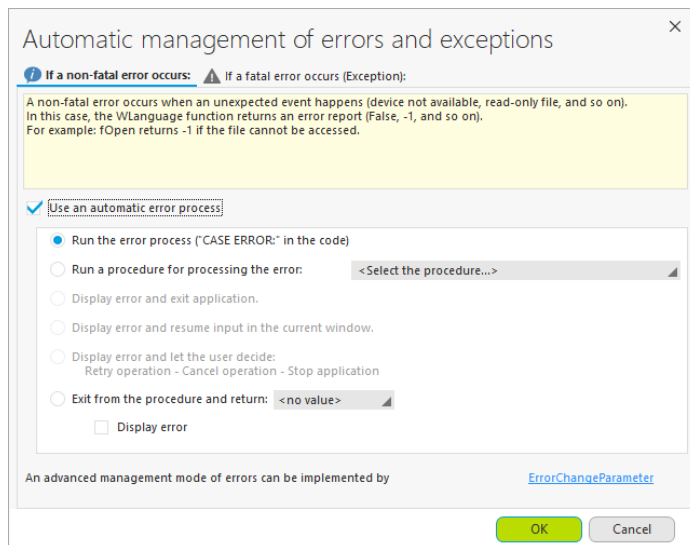 Automatic management of errors and exceptions
If a non-fatal error occurs: If a fatal error occurs (Exception):
A non-fatal error occurs when an unexpected event happens (device not available, read-only file, and so on).
In this case, the WLanguage function returns an error report (False, -1, and so on).
For example: fOpen returns -1 if the file cannot be accessed.
Use an automatic error process
Run the error process ("CASE ERROR:" in the code)
Run a procedure for processing the error: <Select the procedure...>
Display error and exit application.
Display error and resume input in the current window.
Display error and let the user decide:
Retry operation - Cancel operation - Stop application
Exit from the procedure and return: <no value>
Display error
An advanced management mode of errors can be implemented by ErrorChangeParameter
OK Cancel